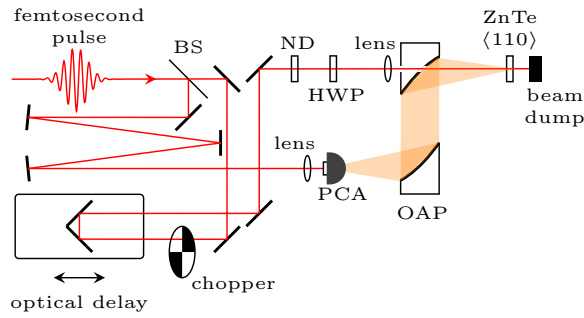 femtosecond
pulse
BS
ND
HWP
lens
ZnTe
⟨110⟩
beam
dump
lens
PCA
OAP
chopper
optical delay